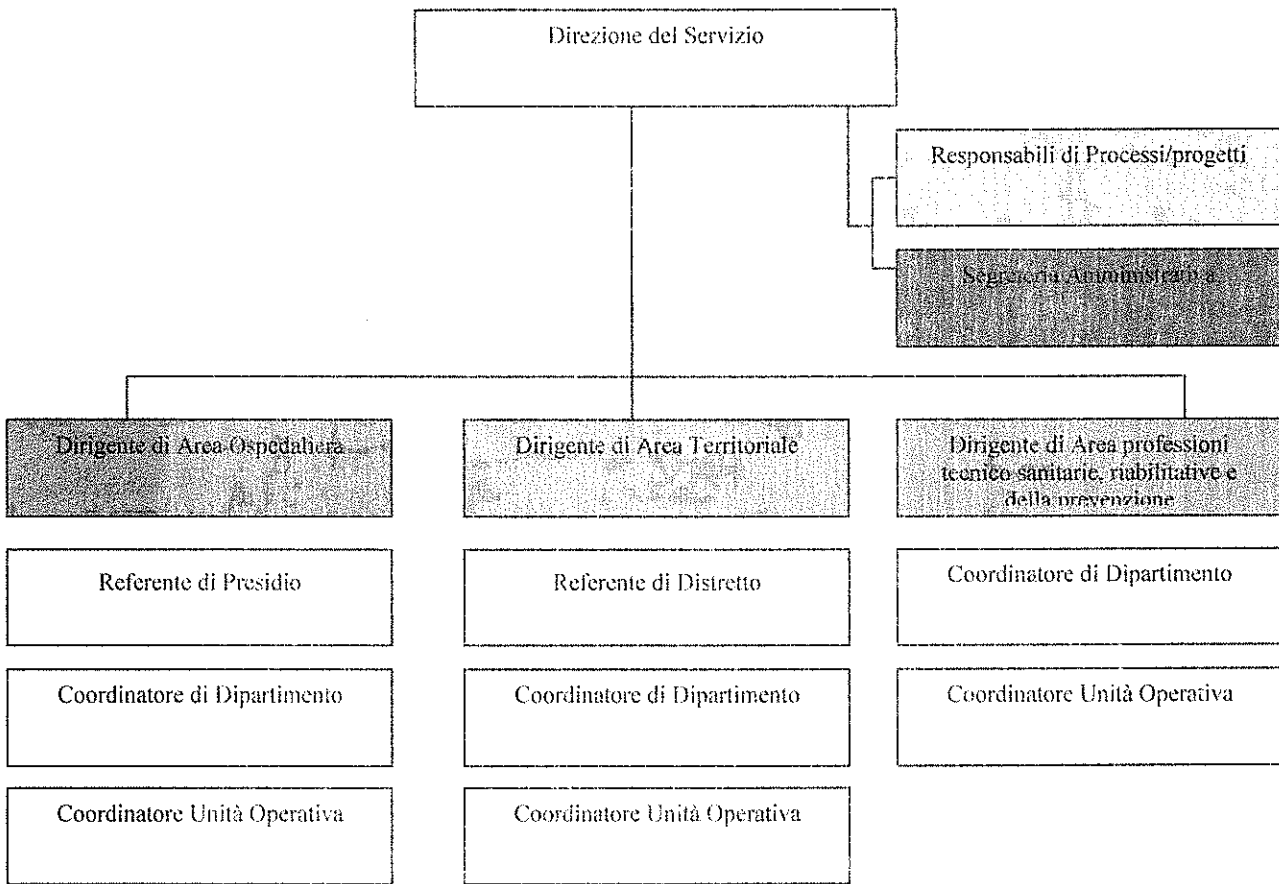 Direzione del Servizio
Responsabili di Processi/progetti
Segreteria Amministrativa
Dirigente di Area Ospedaliera
Dirigente di Area Territoriale
Dirigente di Area professioni
tecnico-sanitarie, riabilitative e
della prevenzione
Referente di Presidio
Referente di Distretto
Coordinatore di Dipartimento
Coordinatore di Dipartimento
Coordinatore di Dipartimento
Coordinatore Unità Operativa
Coordinatore Unità Operativa
Coordinatore Unità Operativa